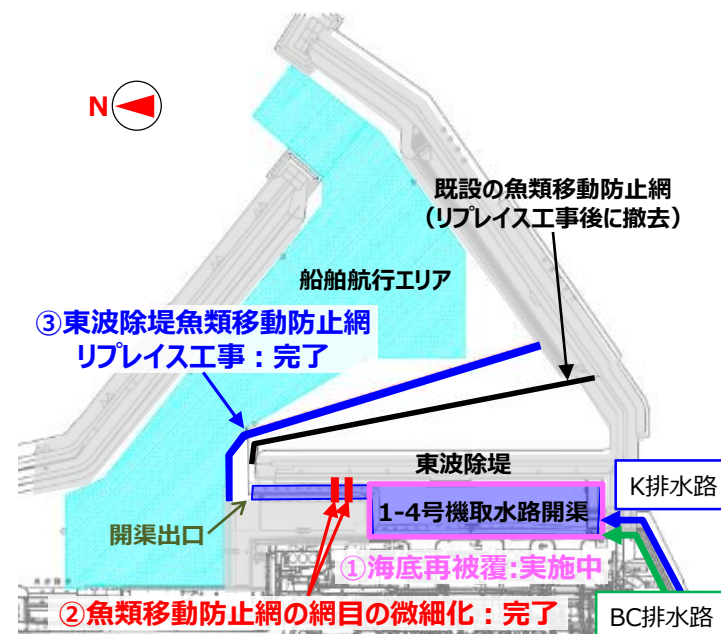 N
既設の魚類移動防止網
（リプレイス工事後に撤去）
船舶航行エリア
③東波除堤魚類移動防止網
リプレイス工事：完了
東波除堤
K排水路
1-4号機取水路開渠
開渠出口
①海底再被覆:実施中
②魚類移動防止網の網目の微細化：完了
BC排水路